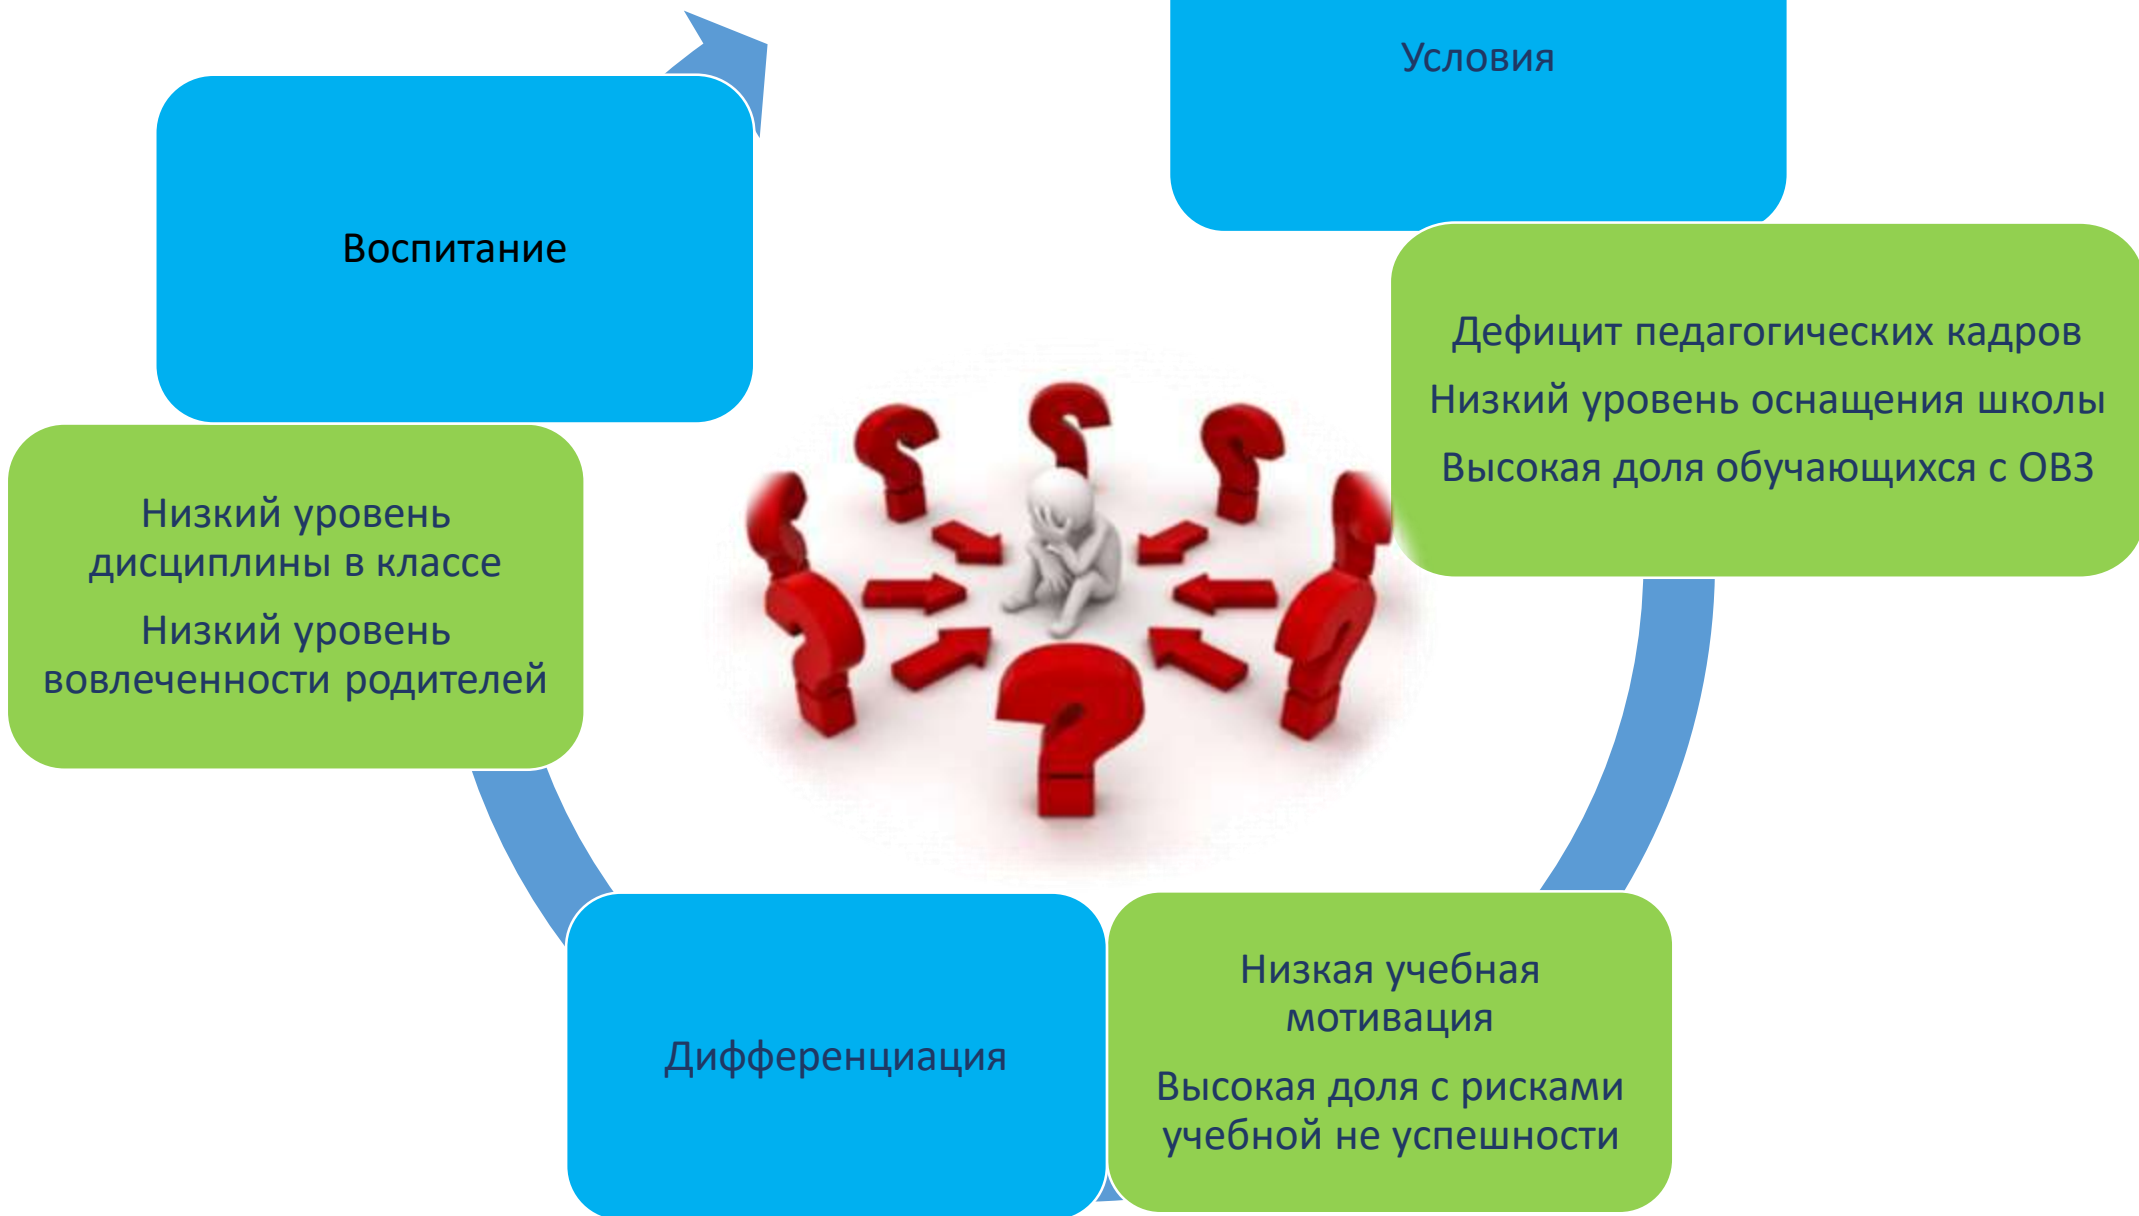 Условия
Воспитание
Дефицит педагогических кадров
Низкий уровень оснащения школы
Высокая доля обучающихся с ОВЗ
Низкий уровень
дисциплины в классе
Низкий уровень
вовлеченности родителей
Дифференциация
Низкая учебная
мотивация
Высокая доля с рисками
учебной не успешности